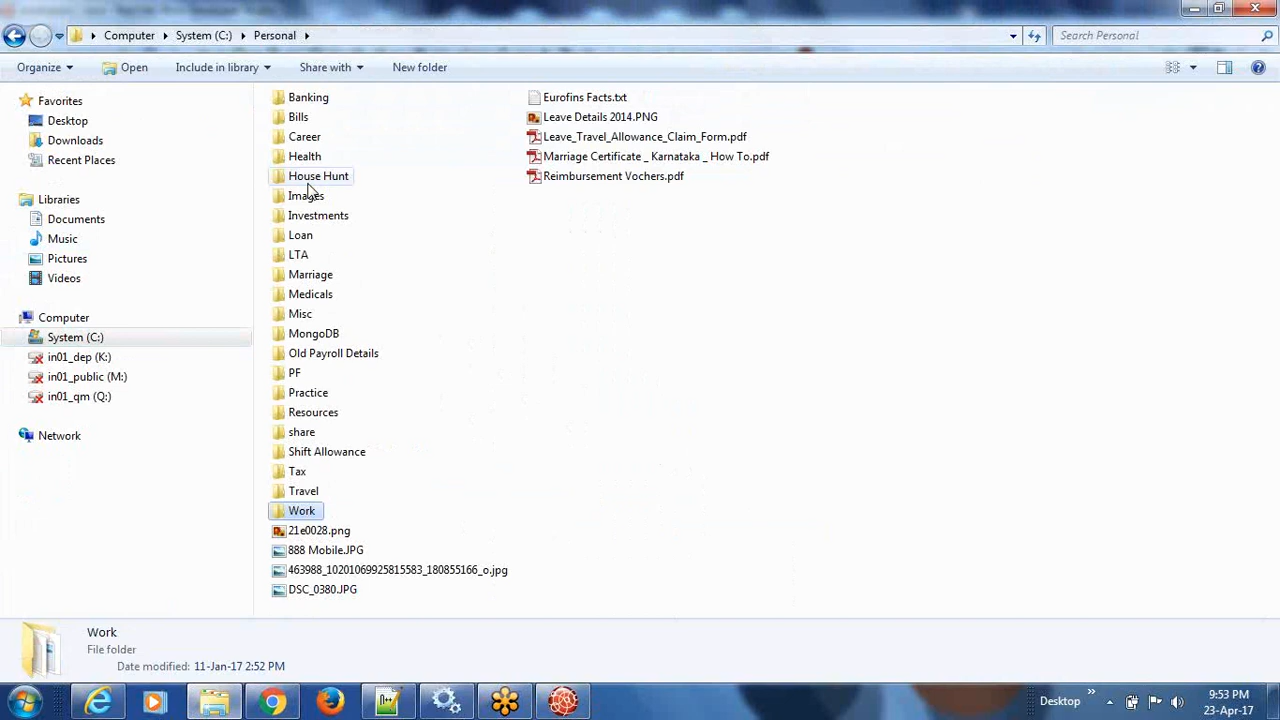 Computer
System (C:)
Personal
Search Personal
Organize
Open
Include in library
Share with
New folder
Favorites
Desktop
Downloads
Recent Places
Libraries
Documents
Music
Pictures
Videos
Computer
System (C:)
in01_dep (K:)
in01_public (M:)
in01_qm (Q:)
Network
Banking
Bills
Career
Health
House Hunt
Images
Investments
Loan
LTA
Marriage
Medicals
Misc
MongoDB
Old Payroll Details
PF
Practice
Resources
share
Shift Allowance
Tax
Travel
Work
21e0028.png
888 Mobile.JPG
463988_10201069925815583_180855166_o.jpg
DSC_0380.JPG
Eurofins Facts.txt
Leave Details 2014.PNG
Leave_Travel_Allowance_Claim_Form.pdf
Marriage Certificate _ Karnataka _ How To.pdf
Reimbursement Vochers.pdf
Work
File folder
Date modified: 11-Jan-17 2:52 PM
Desktop
9:53 PM
23-Apr-17